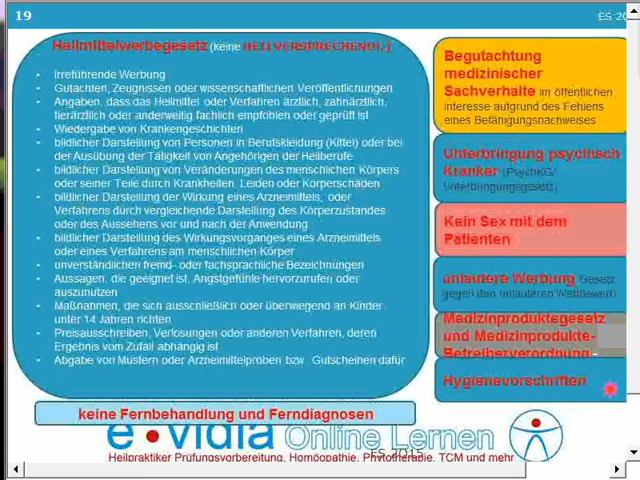 19
ES 20
Heilmittelwerbegesetz (keine HEILVERSPRECHEN!,)
• Irreführende Werbung
• Gutachten, Zeugnissen oder wissenschaftlichen Veröffentlichungen
• Angaben, dass das Heilmittel oder Verfahren ärztlich, zahnärztlich,
tierärztlich oder anderweitig fachlich empfohlen oder geprüft ist
• Wiedergabe von Krankengeschichten
• bildlicher Darstellung von Personen in Berufskleidung (Kittel) oder bei
der Ausübung der Tätigkeit von Angehörigen der Heilberufe
• bildlicher Darstellung von Veränderungen des menschlichen Körpers
oder seiner Teile durch Krankheiten, Leiden oder Körperschäden
• bildlicher Darstellung der Wirkung eines Arzneimittels, oder
Verfahrens durch vergleichende Darstellung des Körperzustandes
oder des Aussehens vor und nach der Anwendung
• bildlicher Darstellung des Wirkungsvorganges eines Arzneimittels
oder eines Verfahrens am menschlichen Körper
• unverständlichen fremd- oder fachsprachliche Bezeichnungen
• Aussagen, die geeignet ist, Angstgefühle hervorzurufen oder
auszunutzen
• Maßnahmen, die sich ausschließlich oder überwiegend an Kinder
unter 14 Jahren richten
• Preisausschreiben, Verlosungen oder anderen Verfahren, deren
Ergebnis vom Zufall abhängig ist
• Abgabe von Mustern oder Arzneimittelproben bzw. Gutscheinen dafür
keine Fernbehandlung und Ferndiagnosen
Begutachtung
medizinischer
Sachverhalte im öffentlichen
Interesse aufgrund des Fehlens
eines Befähigungsnachweises
Unterbringung psychisch
Kranker (PsychKG/
Unterbringungsgesetz)
Kein Sex mit dem
Patienten
unlautere Werbung Gesetz
gegen den unlauteren Wettbewerb
Medizinproduktegesetz
und Medizinprodukte-
Betreiberverordnung -
Hygienevorschriften
e•vidia Online Lernen
ES 2015
Heilpraktiker Prüfungsvorbereitung, Homöopathie, Phytotherapie, TCM und mehr